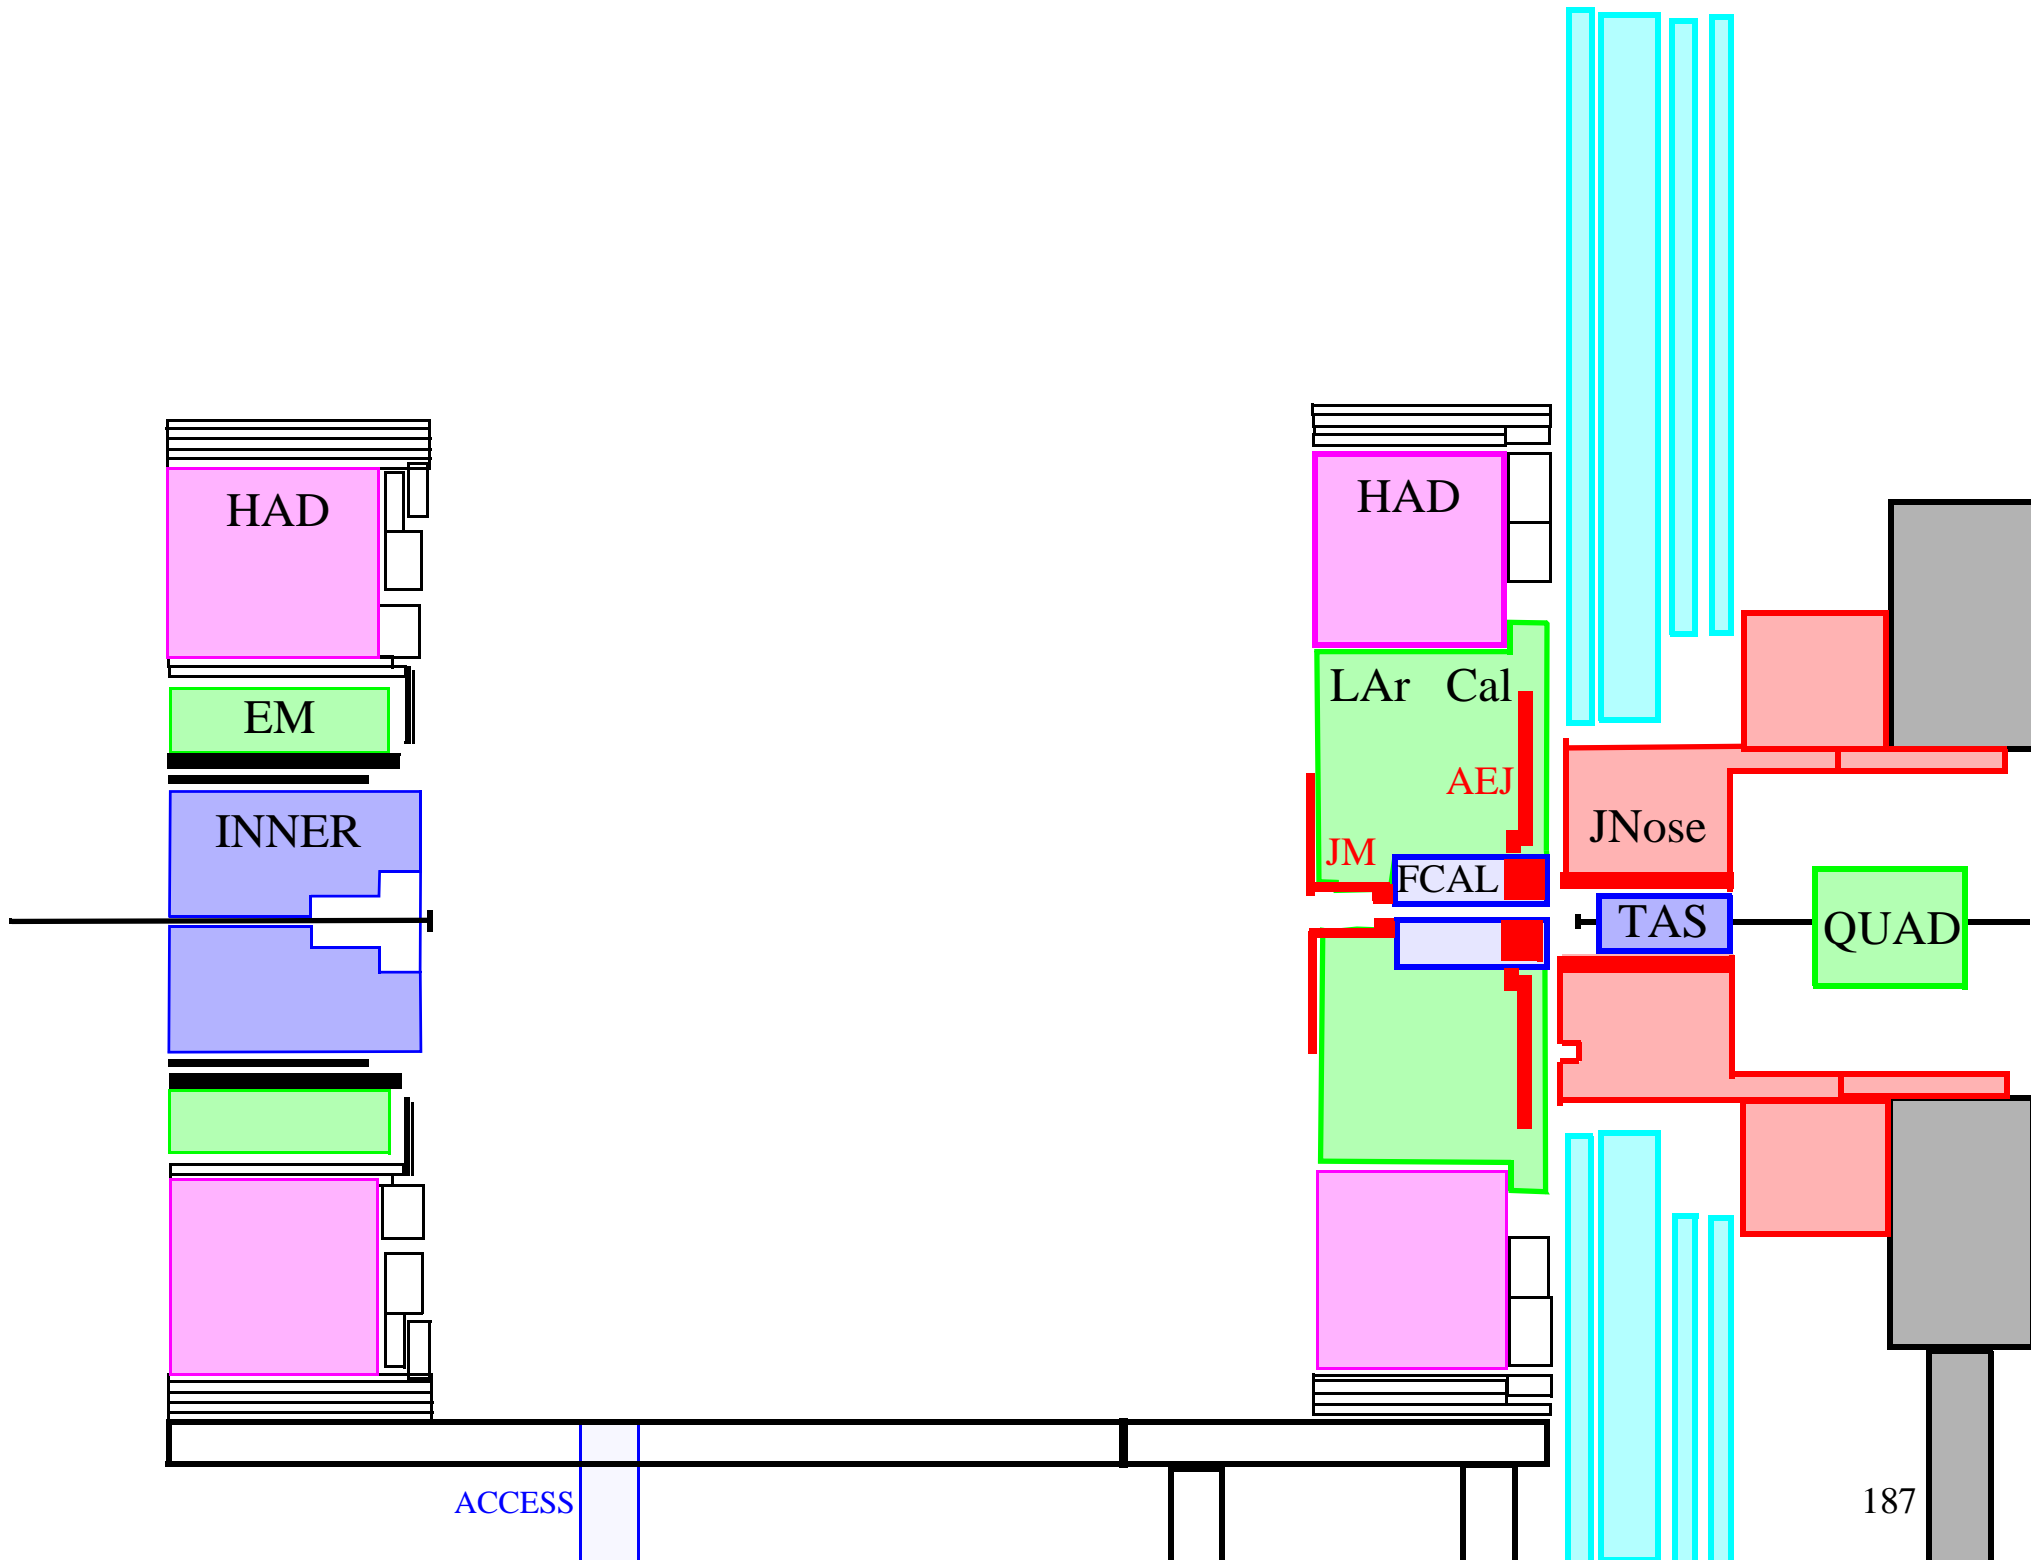 HAD
HAD
LAr Cal
EM
AEJ
INNER
JNose
JM
FCAL
TAS
QUAD
ACCESS
187